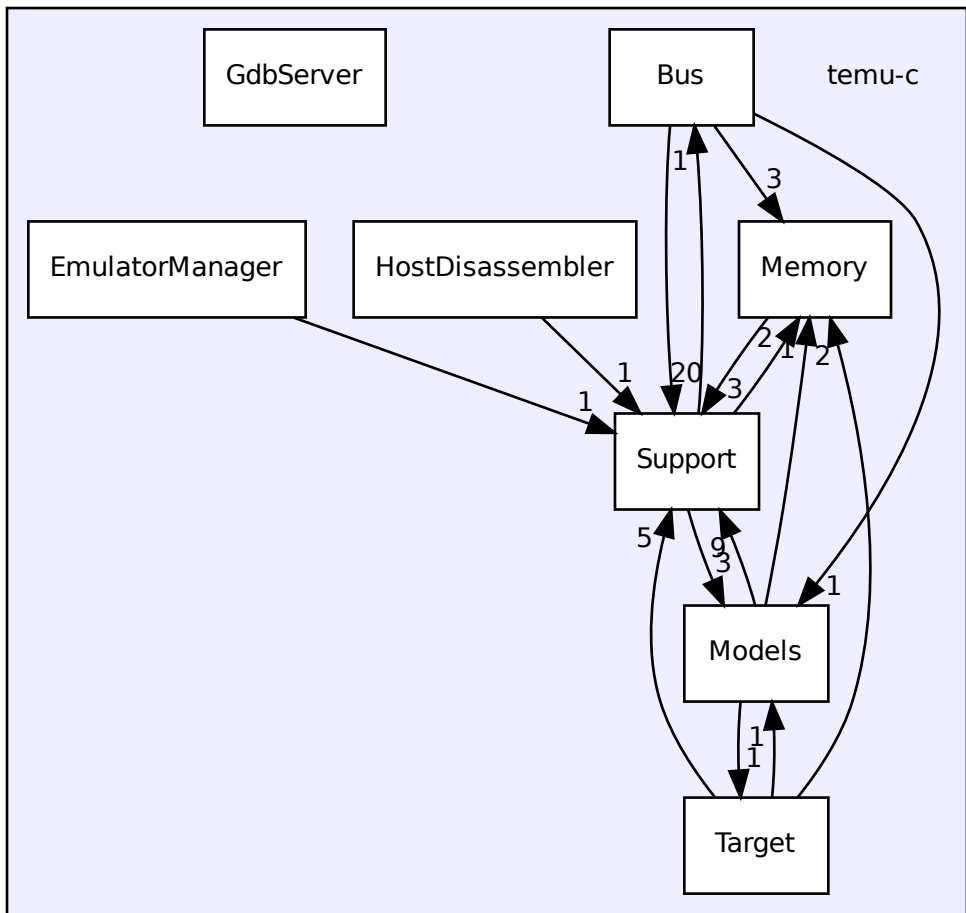 GdbServer
Bus
temu-c
1
3
EmulatorManager
HostDisassembler
Memory
2
1
2
1
20
3
1
Support
5
9
3
1
Models
1
1
Target